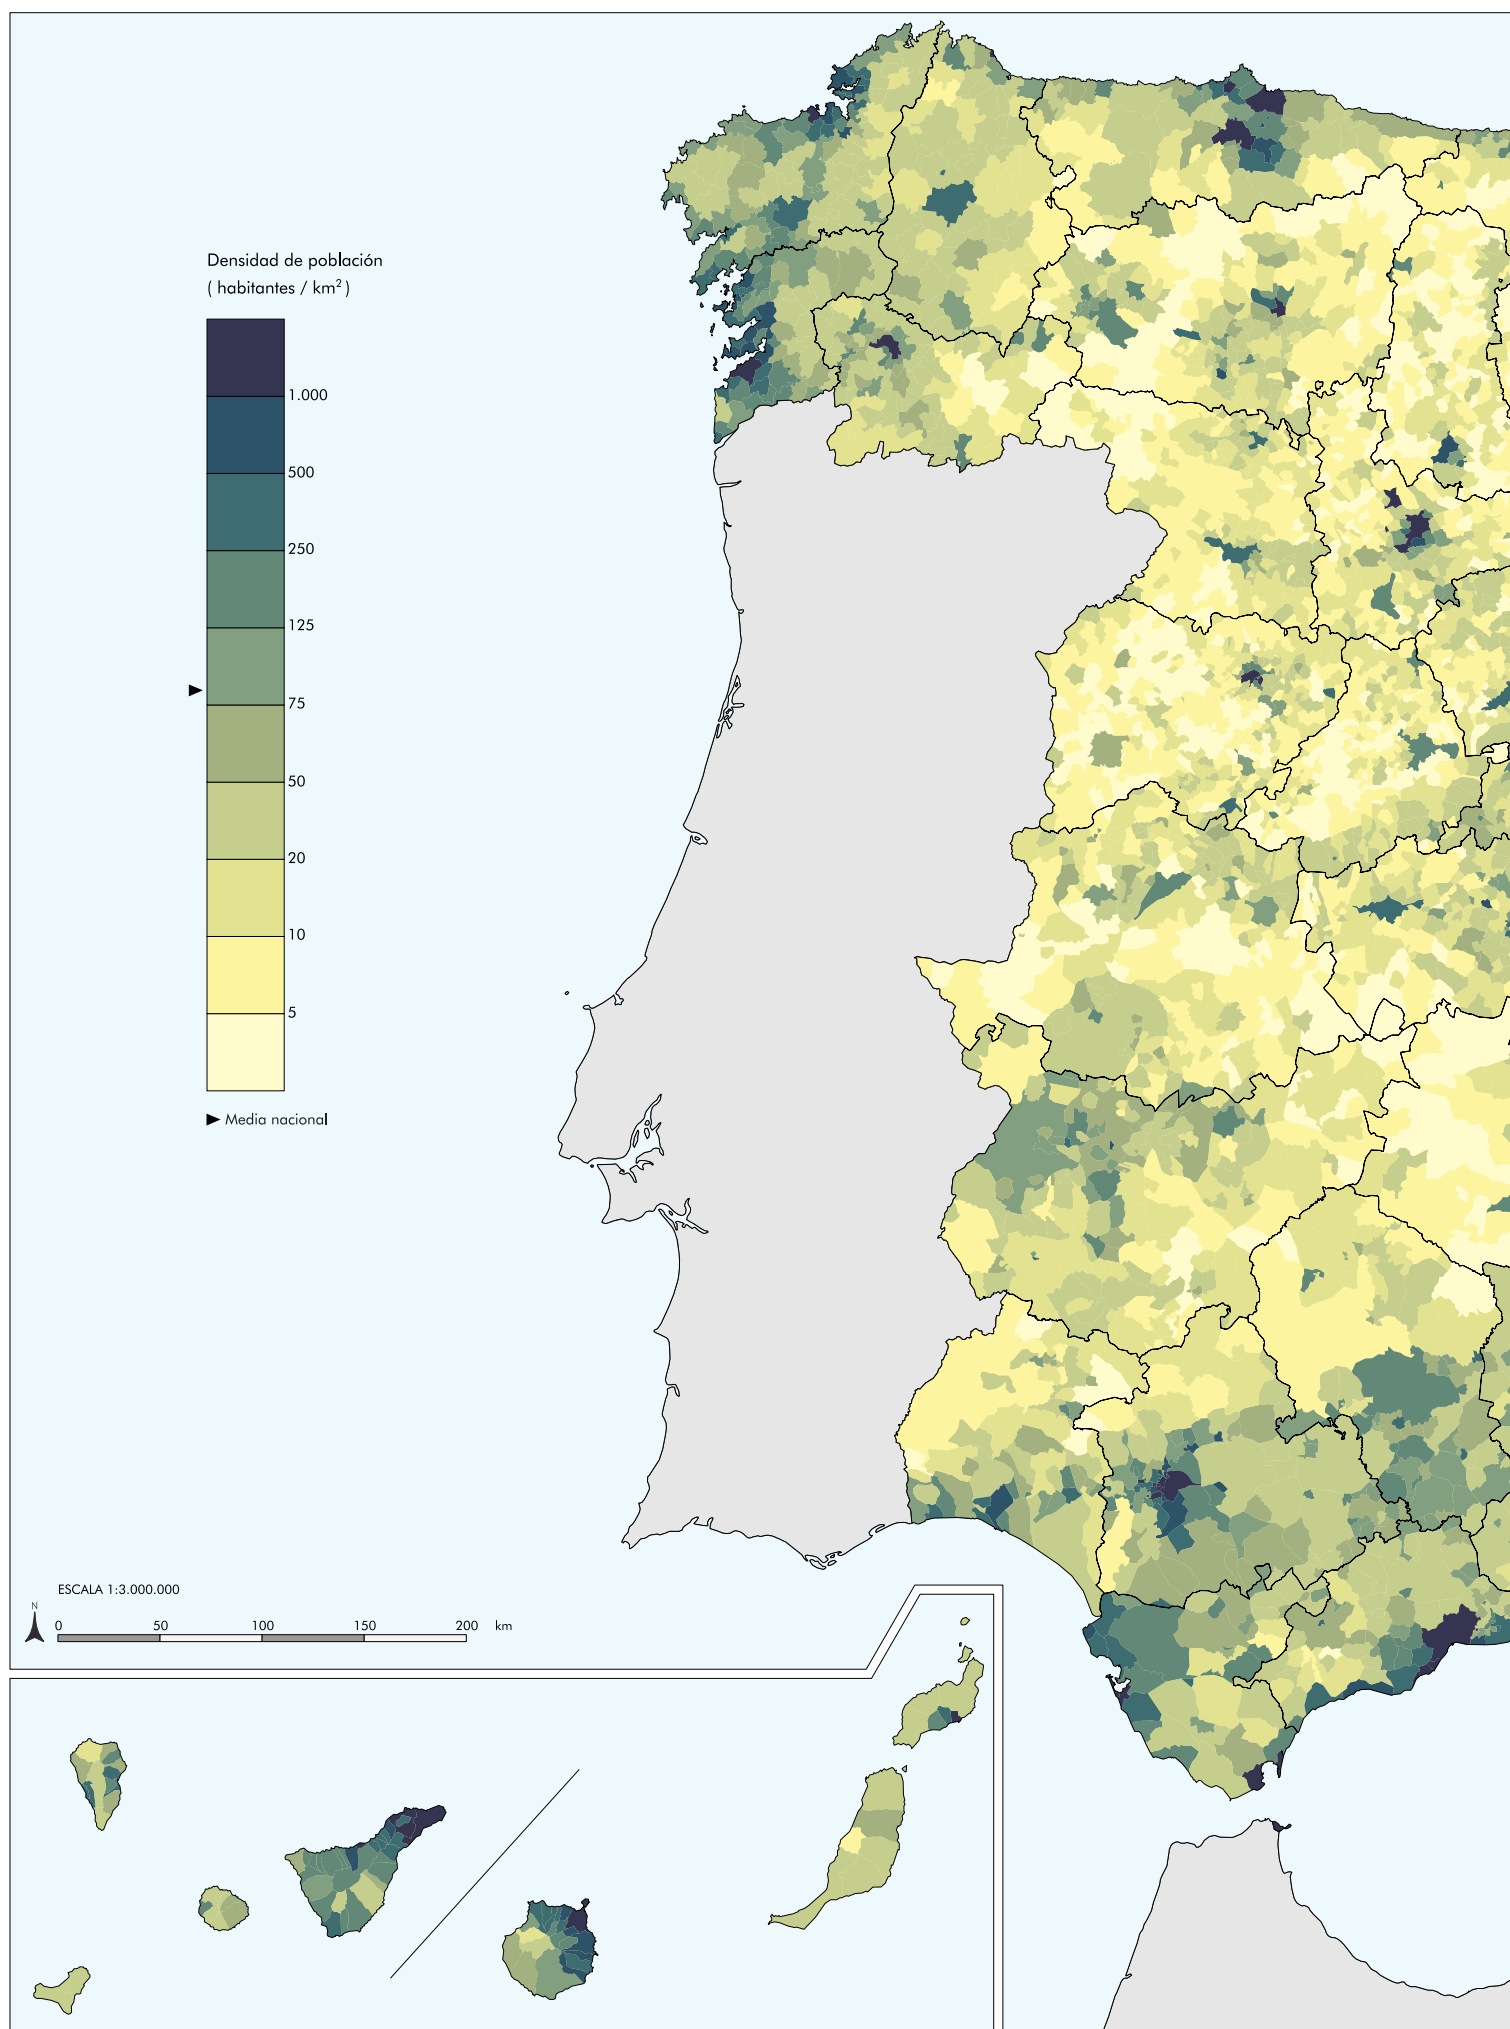 Densidad de población
( habitantes / km²)
1.000
500
250
125
75
50
20
10
5
► Media nacional
ESCALA 1:3.000.000
N
0 50 100 150 200 km